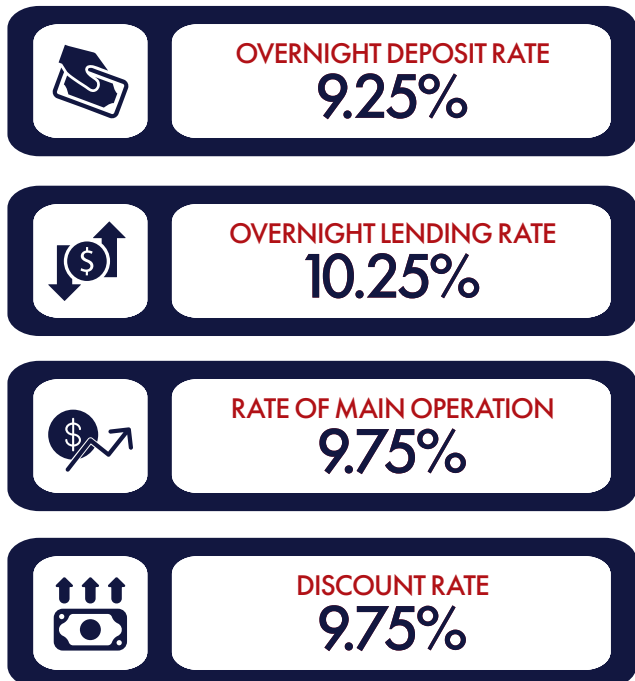 OVERNIGHT DEPOSIT RATE
9.25%
$
OVERNIGHT LENDING RATE
10.25%
$
RATE OF MAIN OPERATION
9.75%
DISCOUNT RATE
9.75%